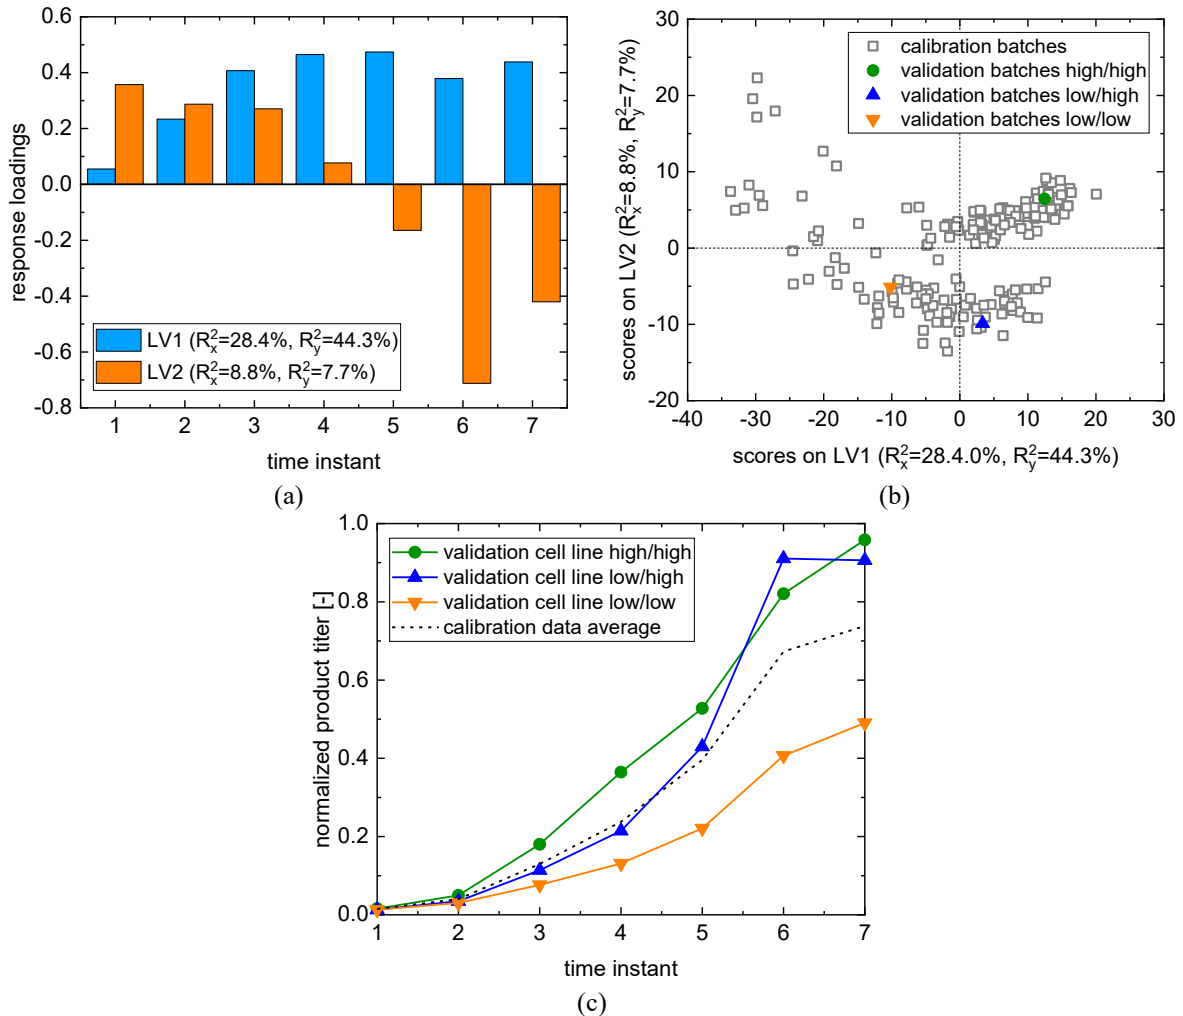 0.6
0.4
0.2
0.0
-0.2
-0.4
-0.6
-0.8
response loadings
LV1 (R²x=28.4%, R²y=44.3%)
LV2 (R²x=8.8%, R²y=7.7%)
1 2 3 4 5 6 7
time instant
(a)
30
20
10
0
-10
-20
scores on LV2 (R²x=8.8%, R²y=7.7%)
calibration batches
validation batches high/high
validation batches low/high
validation batches low/low
-40 -30 -20 -10 0 10 20 30
scores on LV1 (R²x=28.4.0%, R²y=44.3%)
(b)
1.0
0.8
0.6
0.4
0.2
0.0
normalized product titer [-]
validation cell line high/high
validation cell line low/high
validation cell line low/low
calibration data average
1 2 3 4 5 6 7
time instant
(c)